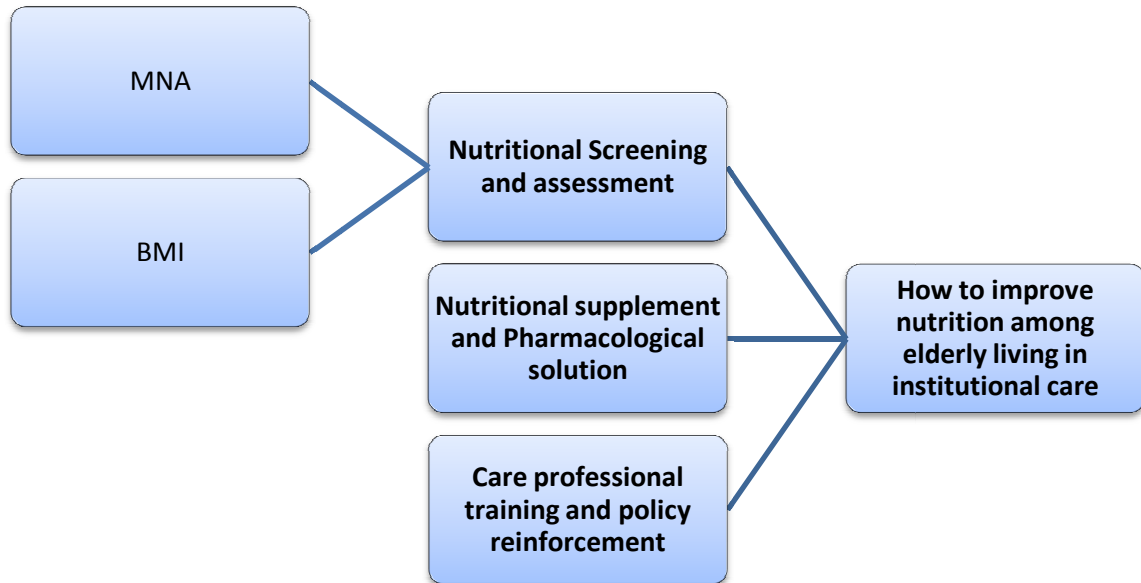 MNA
BMI
Nutritional Screening
and assessment
Nutritional supplement
and Pharmacological
solution
Care professional
training and policy
reinforcement
How to improve
nutrition among
elderly living in
institutional care